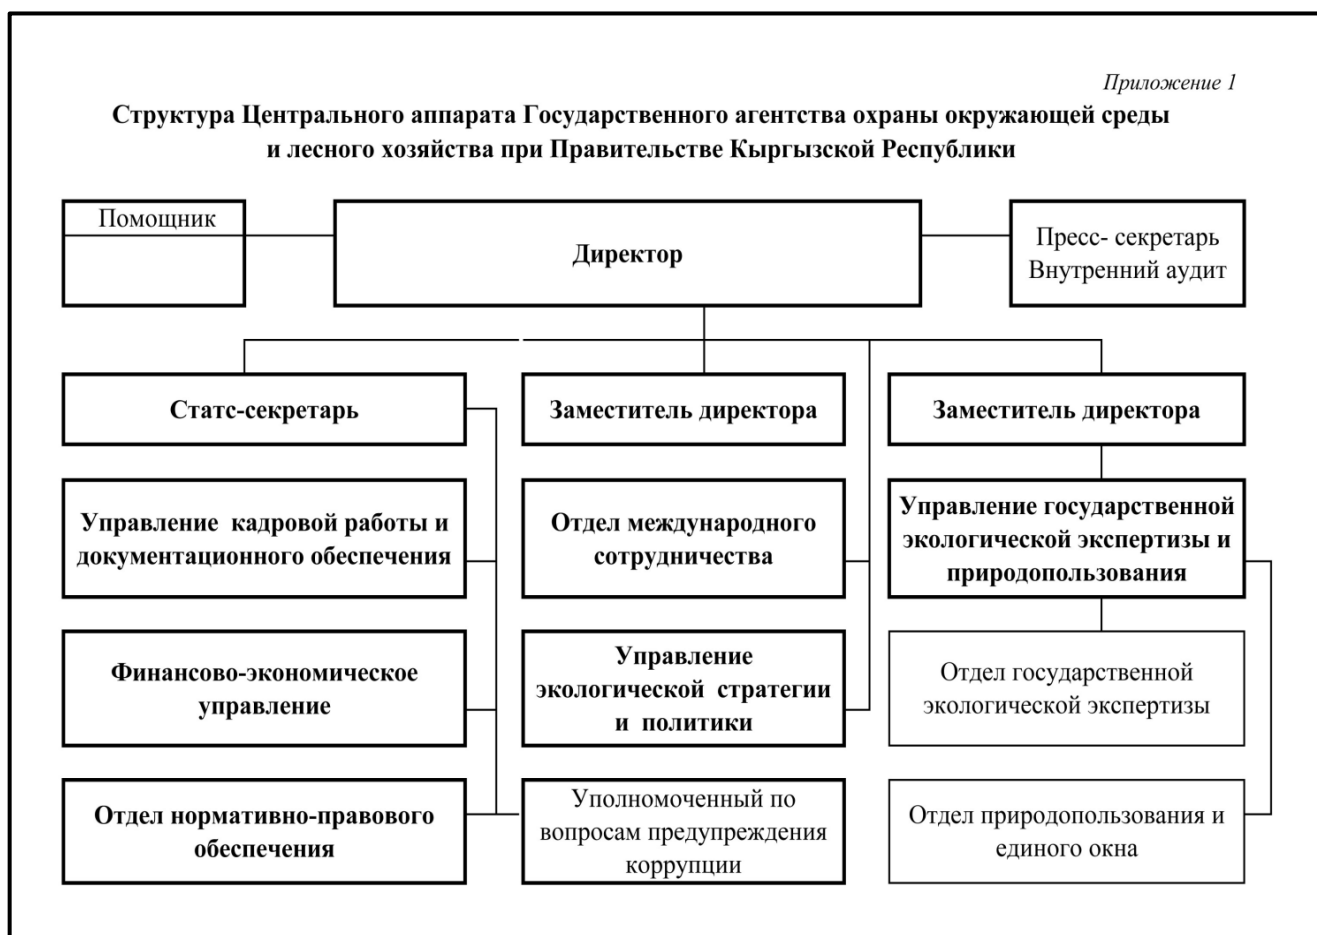 Приложение 1
Структура Центрального аппарата Государственного агентства охраны окружающей среды
и лесного хозяйства при Правительстве Кыргызской Республики
Помощник
Директор
Пресс- секретарь
Внутренний аудит
Статс-секретарь
Заместитель директора
Заместитель директора
Управление кадровой работы и
документационного обеспечения
Отдел международного
сотрудничества
Управление государственной
экологической экспертизы и
природопользования
Финансово-экономическое
управление
Управление
экологической стратегии
и политики
Отдел государственной
экологической экспертизы
Отдел нормативно-правового
обеспечения
Уполномоченный по
вопросам предупреждения
коррупции
Отдел природопользования и
единого окна